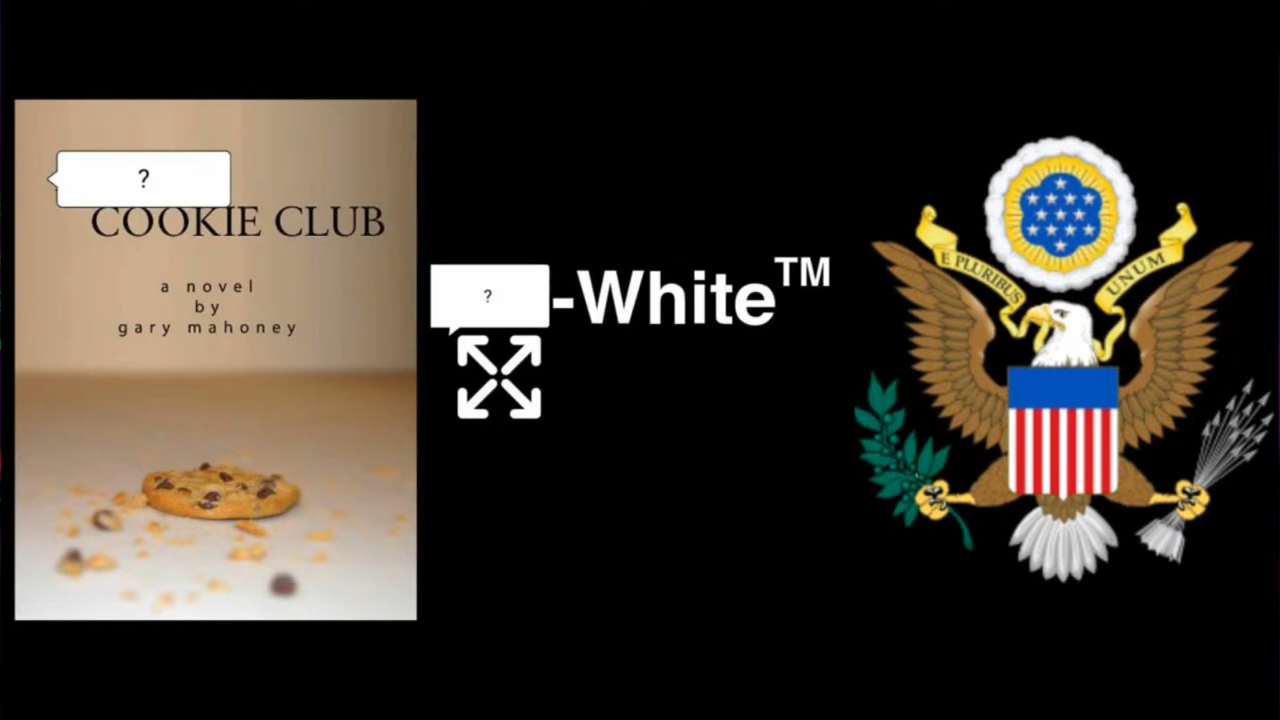 ?
COOKIE CLUB
a novel
by
gary mahoney
?
-White™
E PLURIBUS UNUM